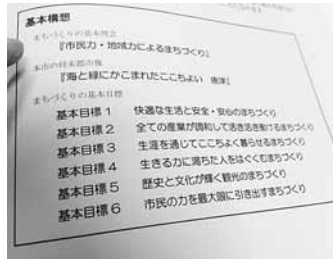 基本構想
まちづくりの基本理念
『市民力・地域力によるまちづくり』
本市の将来都市像
『海と緑にかこまれたここちよい 唐津』
まちづくりの基本目標
基本目標1 快適な生活と安全・安心のまちづくり
基本目標2 全ての産業が調和して活き活き働けるまちづくり
基本目標3 生涯を通じてここちよく暮らせるまちづくり
基本目標4 生きる力に満ちた人をはぐくむまちづくり
基本目標5 歴史と文化が輝く観光のまちづくり
基本目標6 市民の力を最大限に引き出すまちづくり